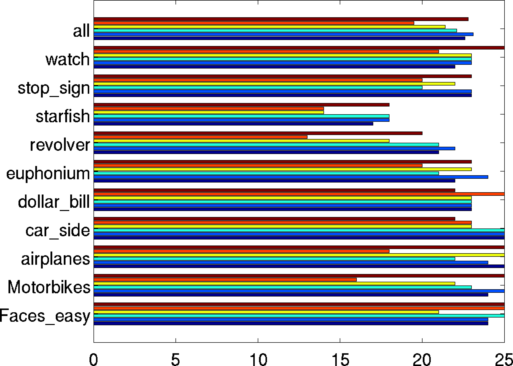 all
watch
stop_sign
starfish
revolver
euphonium
dollar_bill
car_side
airplanes
Motorbikes
Faces_easy
0 5 10 15 20 25